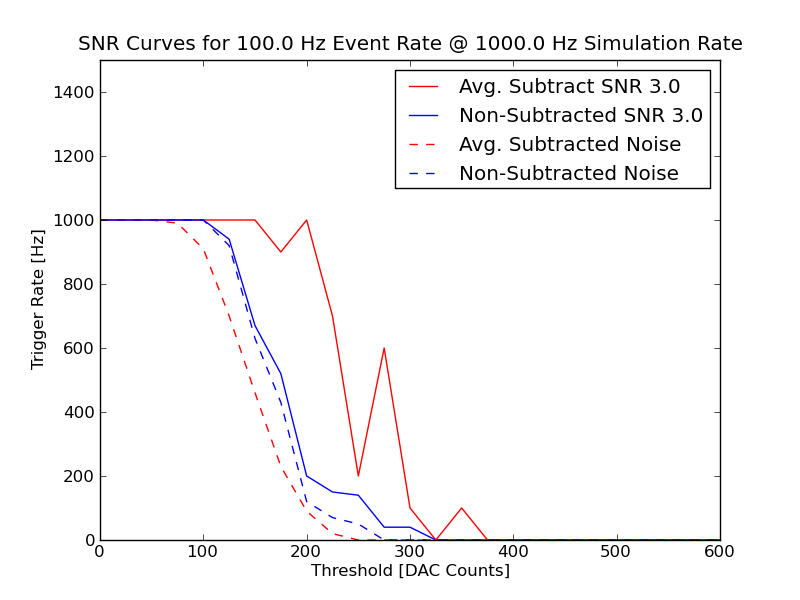 SNR Curves for 100.0 Hz Event Rate @ 1000.0 Hz Simulation Rate
Avg. Subtract SNR 3.0
Non-Subtracted SNR 3.0
Avg. Subtracted Noise
Non-Subtracted Noise
Trigger Rate [Hz]
1400
1200
1000
800
600
400
200
0
0 100 200 300 400 500 600
Threshold [DAC Counts]